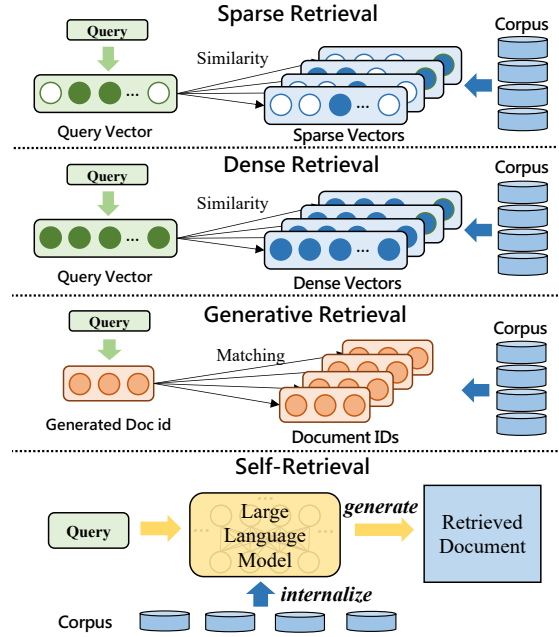 Sparse Retrieval
Query
Similarity
Corpus
...
...
Query Vector
Sparse Vectors
Dense Retrieval
Query
Similarity
Corpus
...
...
Query Vector
Dense Vectors
Generative Retrieval
Query
Matching
Corpus
Generated Doc id
Document IDs
Self-Retrieval
Query
Large
Language
Model
generate
Retrieved
Document
internalize
Corpus